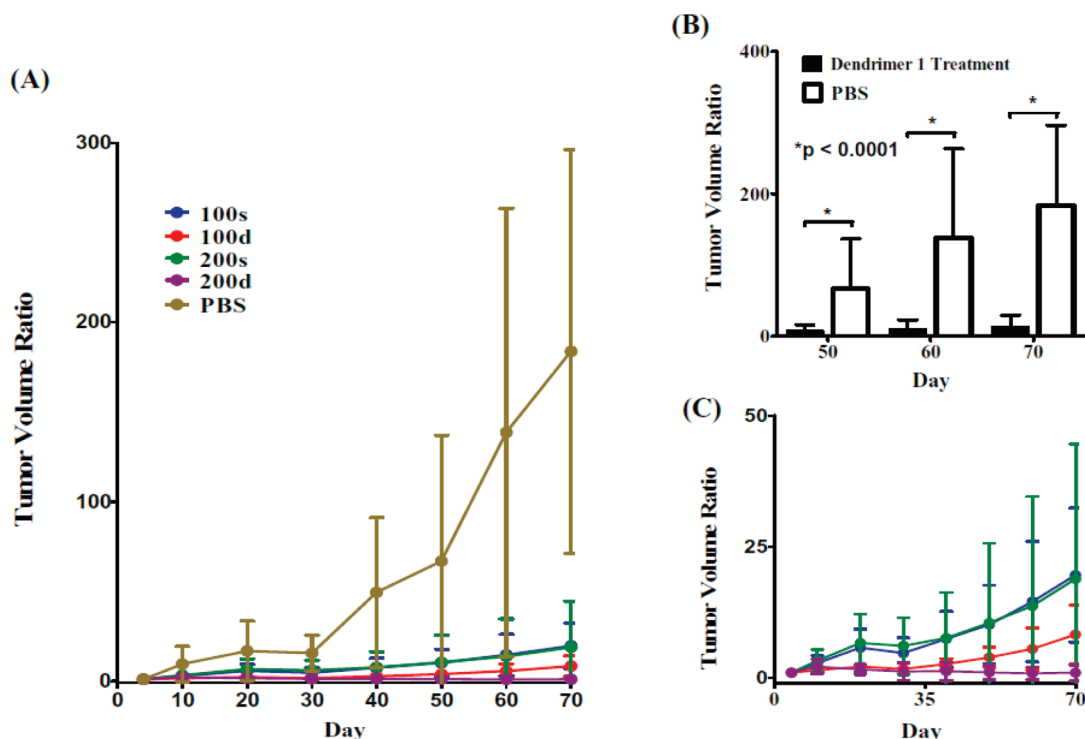 (A)
Tumor Volume Ratio
300
200
100
0
100s
100d
200s
200d
PBS
0 10 20 30 40 50 60 70
Day
(B)
Tumor Volume Ratio
400
200
0
Dendrimer 1 Treatment
PBS
*p < 0.0001
*
*
*
50 60 70
Day
(C)
Tumor Volume Ratio
50
25
0
0 35 70
Day